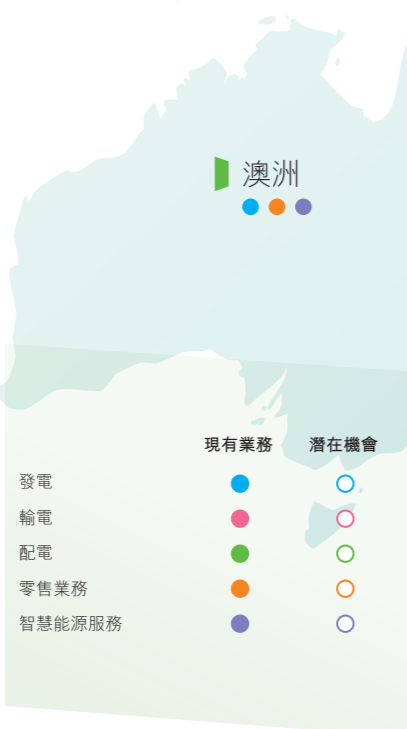 澳洲
現有業務 潛在機會
發電
輸電
配電
零售業務
智慧能源服務